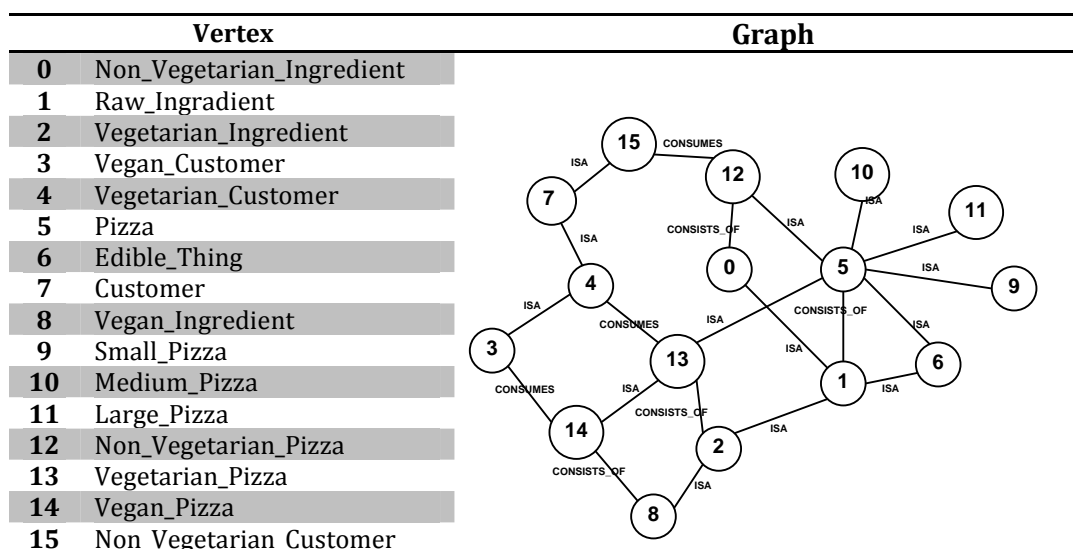 Vertex Graph
0 Non_Vegetarian_Ingredient
1 Raw_Ingradient
2 Vegetarian_Ingredient
3 Vegan_Customer
4 Vegetarian_Customer
5 Pizza
6 Edible_Thing
7 Customer
8 Vegan_Ingredient
9 Small_Pizza
10 Medium_Pizza
11 Large_Pizza
12 Non_Vegetarian_Pizza
13 Vegetarian_Pizza
14 Vegan_Pizza
15 Non_Vegetarian_Customer
15
CONSUMES
ISA
12
10
ISA
7
11
ISA
CONSISTS_OF
ISA
ISA
0
5
ISA
9
4
ISA
CONSUMES
CONSISTS_OF
ISA
ISA
3
13
ISA
6
1
ISA
CONSUMES
ISA
CONSISTS_OF
14
ISA
2
CONSISTS_OF
ISA
8